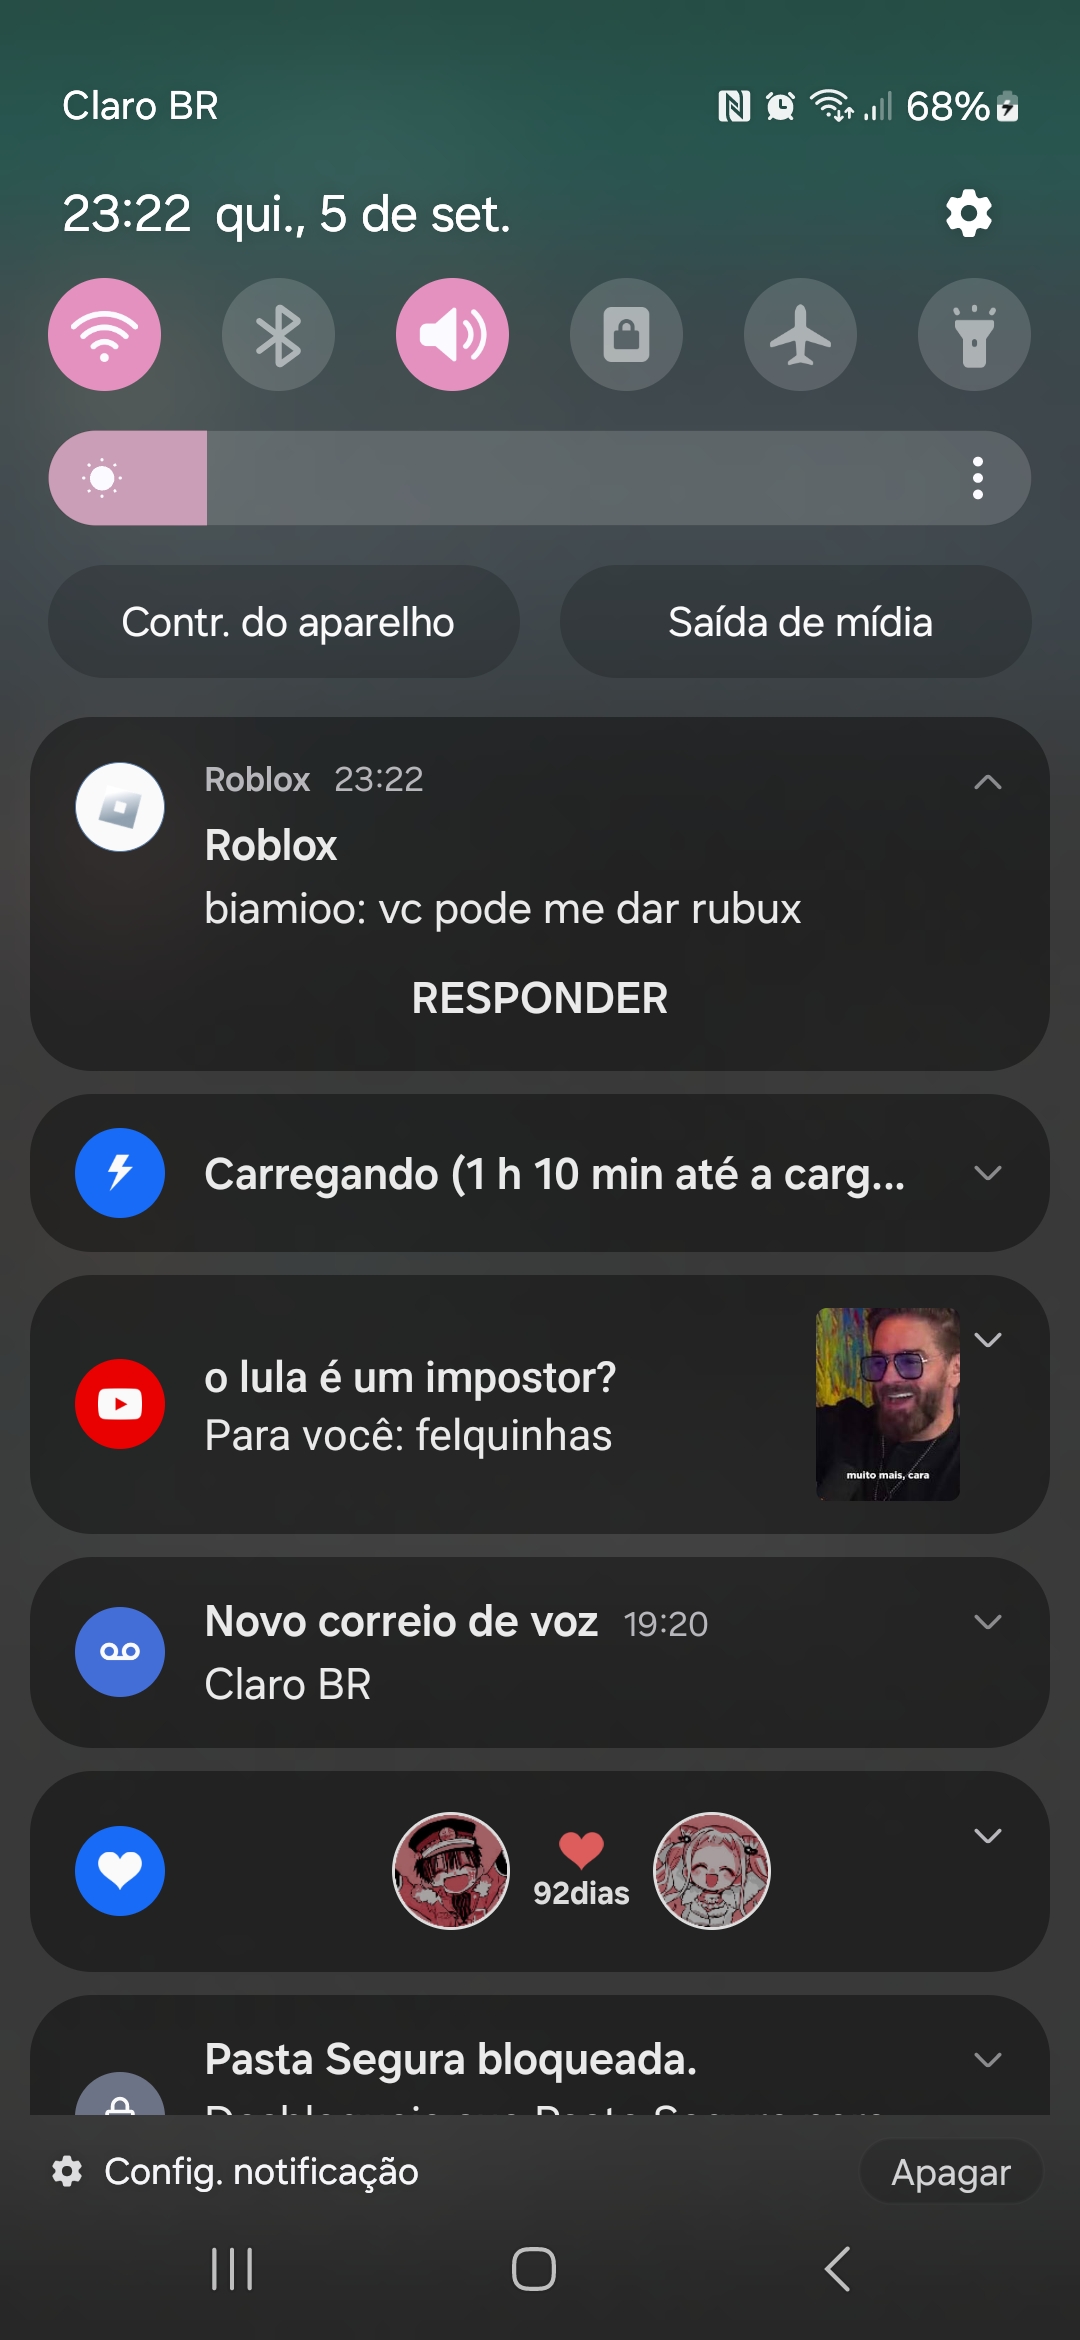 Claro BR
68%
23:22 qui., 5 de set.
Contr. do aparelho
Saída de mídia
Roblox 23:22
Roblox
biamioo: vc pode me dar rubux
RESPONDER
Carregando (1 h 10 min até a carg...
o lula é um impostor?
Para você: felquinhas
muito mais, cara
Novo correio de voz 19:20
Claro BR
92dias
Pasta Segura bloqueada.
Config. notificação
Apagar